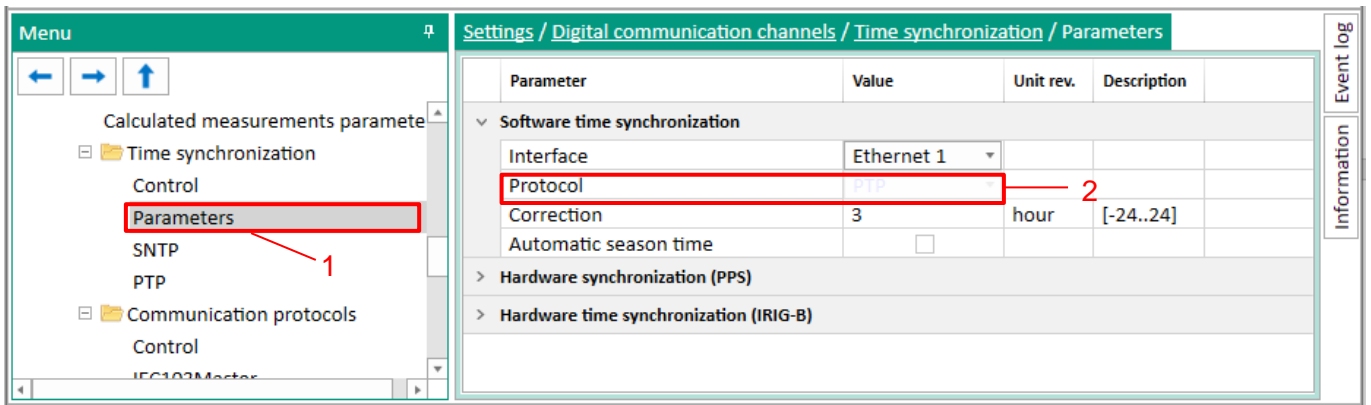 Menu
Calculated measurements paramete
Time synchronization
Control
Parameters
SNTP
PTP
Communication protocols
Control
IEC103Master
1
Settings / Digital communication channels / Time synchronization / Parameters
Parameter Value Unit rev. Description
Software time synchronization
Interface Ethernet 1
Protocol PTP
2
Correction 3 hour [-24..24]
Automatic season time
Hardware synchronization (PPS)
Hardware time synchronization (IRIG-B)
Event log
Information